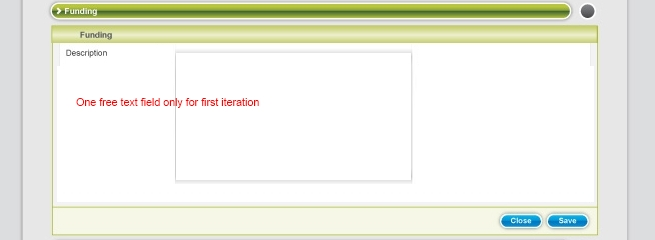 Funding
Funding
Description
One free text field only for first iteration
Close Save